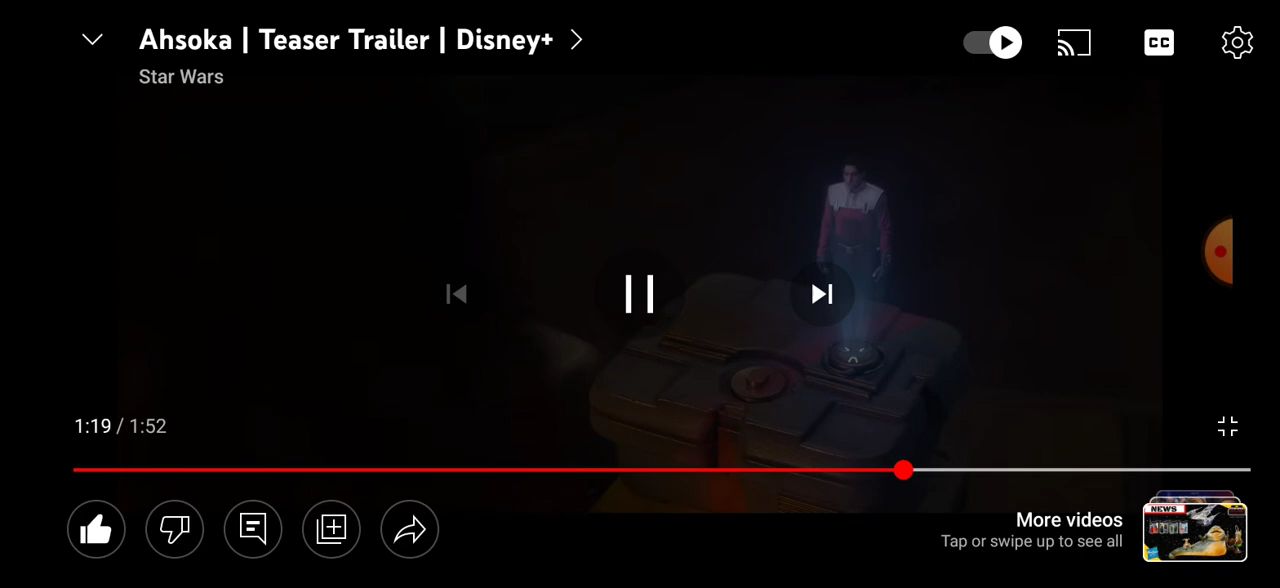 Ahsoka | Teaser Trailer | Disney+
Star Wars
CC
1:19 / 1:52
More videos
Tap or swipe up to see all
NEWS